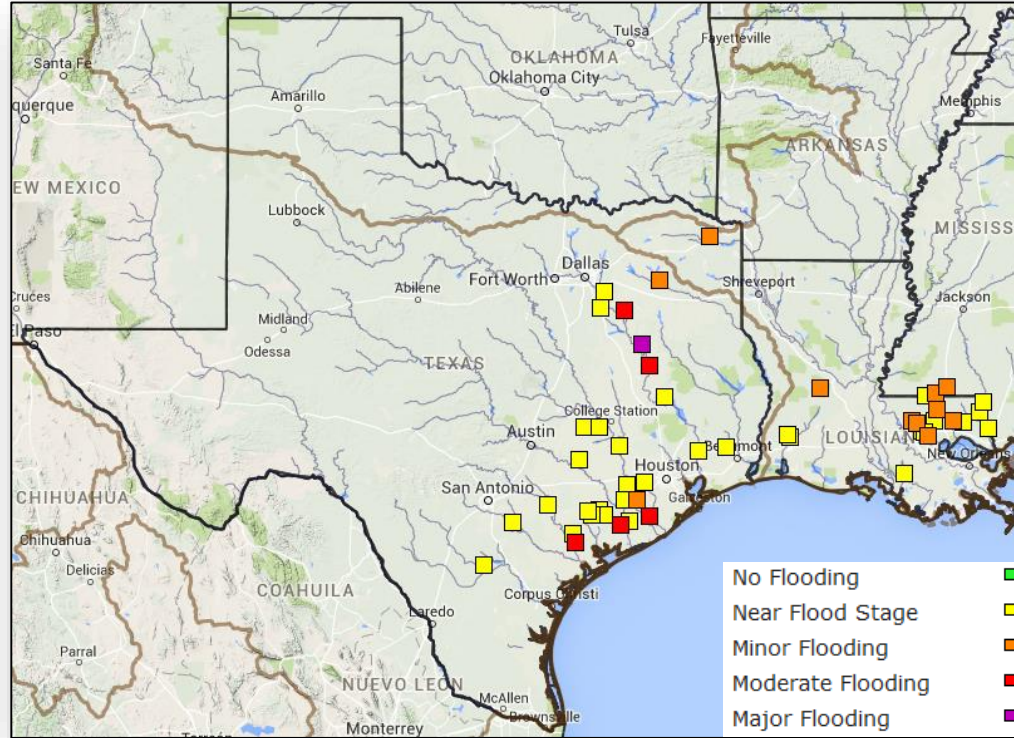 Tulsa
Fayetteville
Santa Fe
OKLAHOMA
Oklahoma City
Amarillo
Memphis
querque
ARKANSAS
EW MEXICO
MISSISS
Lubbock
Fort Worth
Dallas
Shreveport
Abilene
Jackson
Cruces
Midland
El Paso
Odessa
TEXAS
College Station
Austin
LOUISIAN
Houston
New Orleans
San Antonio
CHIHUAHUA
Chihuahua
Delicias
COAHUILA
Corpus Christi
Laredo
Parral
NUEVO LEON
McAllen
Brownsville
Monterrey
No Flooding
Near Flood Stage
Minor Flooding
Moderate Flooding
Major Flooding